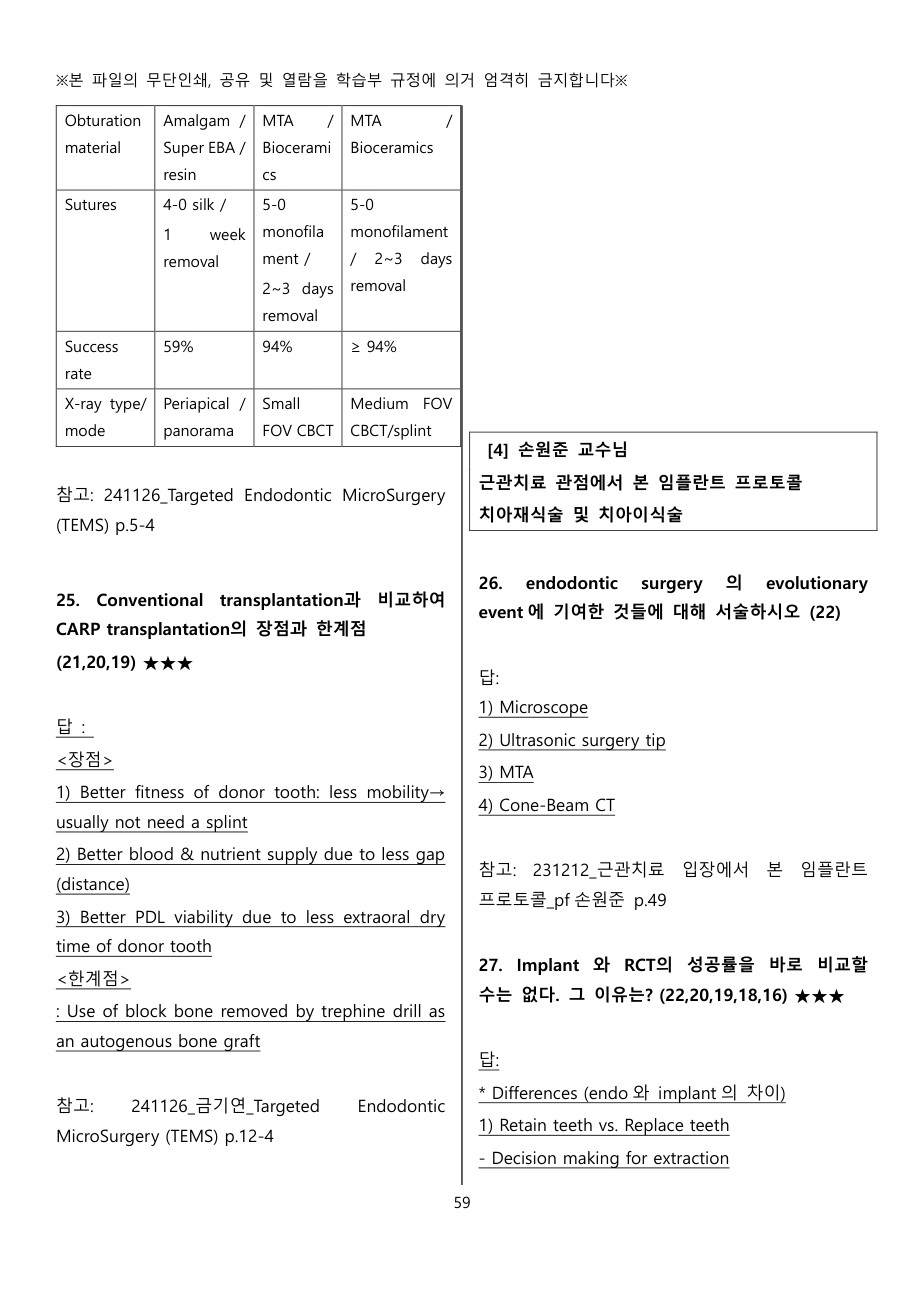 ※본 파일의 무단인쇄, 공유 및 열람을 학습부 규정에 의거 엄격히 금지합니다※
Obturation material | Amalgam / Super EBA / resin | MTA / Biocerami cs | MTA / Bioceramics
Sutures | 4-0 silk / 1 week removal | 5-0 monofila ment / 2~3 days removal | 5-0 monofilament / 2~3 days removal
Success rate | 59% | 94% | ≥ 94%
X-ray type/ mode | Periapical / panorama | Small FOV CBCT | Medium FOV CBCT/splint
참고: 241126_Targeted Endodontic MicroSurgery
(TEMS) p.5-4
25. Conventional transplantation과 비교하여
CARP transplantation의 장점과 한계점
(21,20,19) ★★★
답 :
<장점>
1) Better fitness of donor tooth: less mobility→
usually not need a splint
2) Better blood & nutrient supply due to less gap
(distance)
3) Better PDL viability due to less extraoral dry
time of donor tooth
<한계점>
: Use of block bone removed by trephine drill as
an autogenous bone graft
참고: 241126_금기연_Targeted Endodontic
MicroSurgery (TEMS) p.12-4
[4] 손원준 교수님
근관치료 관점에서 본 임플란트 프로토콜
치아재식술 및 치아이식술
26. endodontic surgery 의 evolutionary
event 에 기여한 것들에 대해 서술하시오 (22)
답:
1) Microscope
2) Ultrasonic surgery tip
3) MTA
4) Cone-Beam CT
참고: 231212_근관치료 입장에서 본 임플란트
프로토콜_pf 손원준 p.49
27. Implant 와 RCT의 성공률을 바로 비교할
수는 없다. 그 이유는? (22,20,19,18,16) ★★★
답:
* Differences (endo 와 implant 의 차이)
1) Retain teeth vs. Replace teeth
- Decision making for extraction
59